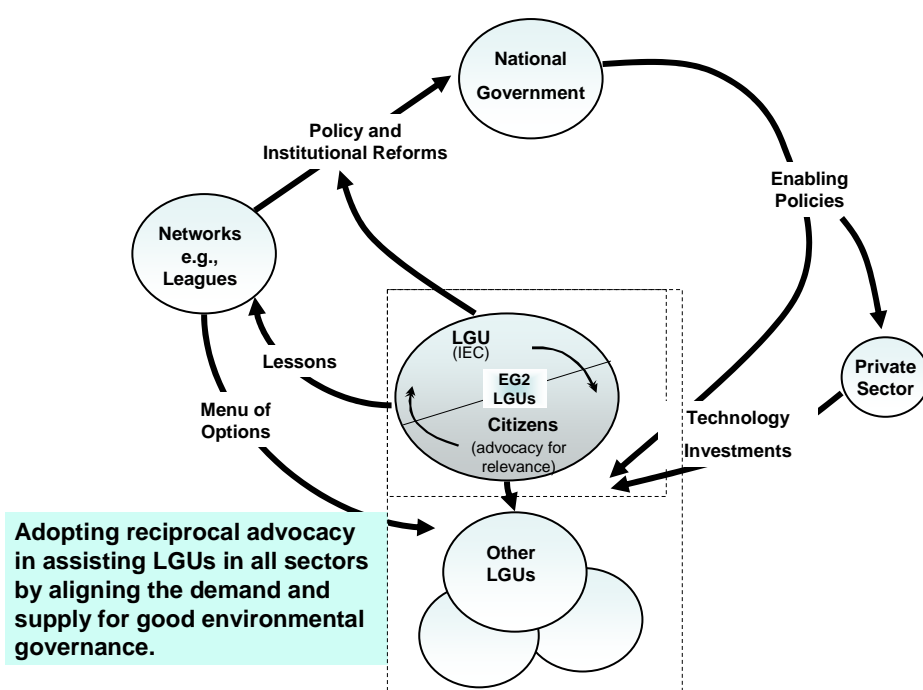 National
Government
Policy and
Institutional Reforms
Enabling
Policies
Networks
e.g.,
Leagues
LGU
(IEC)
Lessons
EG2
LGUs
Private
Sector
Menu of
Options
Citizens
(advocacy for
relevance)
Technology
Investments
Adopting reciprocal advocacy
in assisting LGUs in all sectors
by aligning the demand and
supply for good environmental
governance.
Other
LGUs